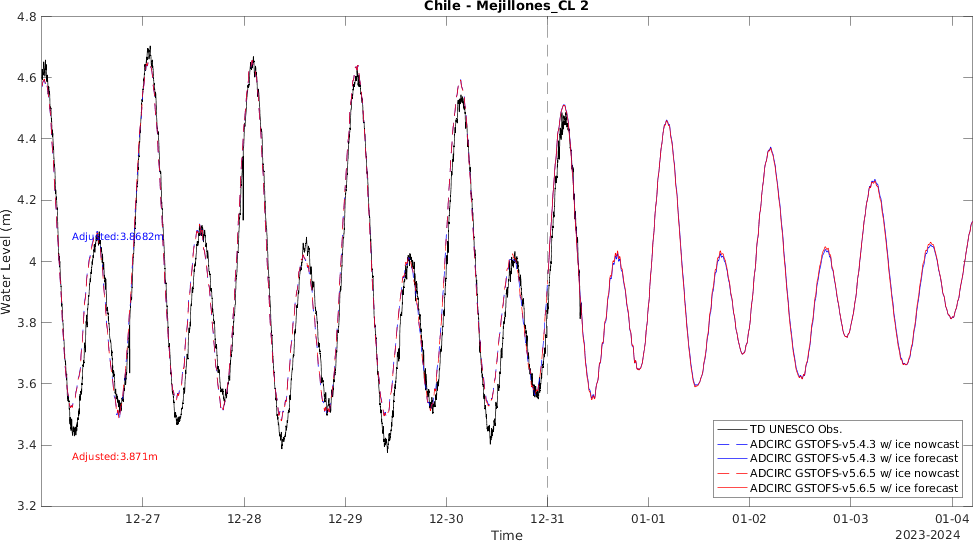 Chile - Mejillones_CL 2
4.8
4.6
4.4
4.2
4
3.8
3.6
3.4
3.2
Water Level (m)
Adjusted:3.8682m
Adjusted:3.871m
TD UNESCO Obs.
ADCIRC GSTOFS-v5.4.3 w/ ice nowcast
ADCIRC GSTOFS-v5.4.3 w/ ice forecast
ADCIRC GSTOFS-v5.6.5 w/ ice nowcast
ADCIRC GSTOFS-v5.6.5 w/ ice forecast
12-27 12-28 12-29 12-30 12-31 01-01 01-02 01-03 01-04
Time
2023-2024